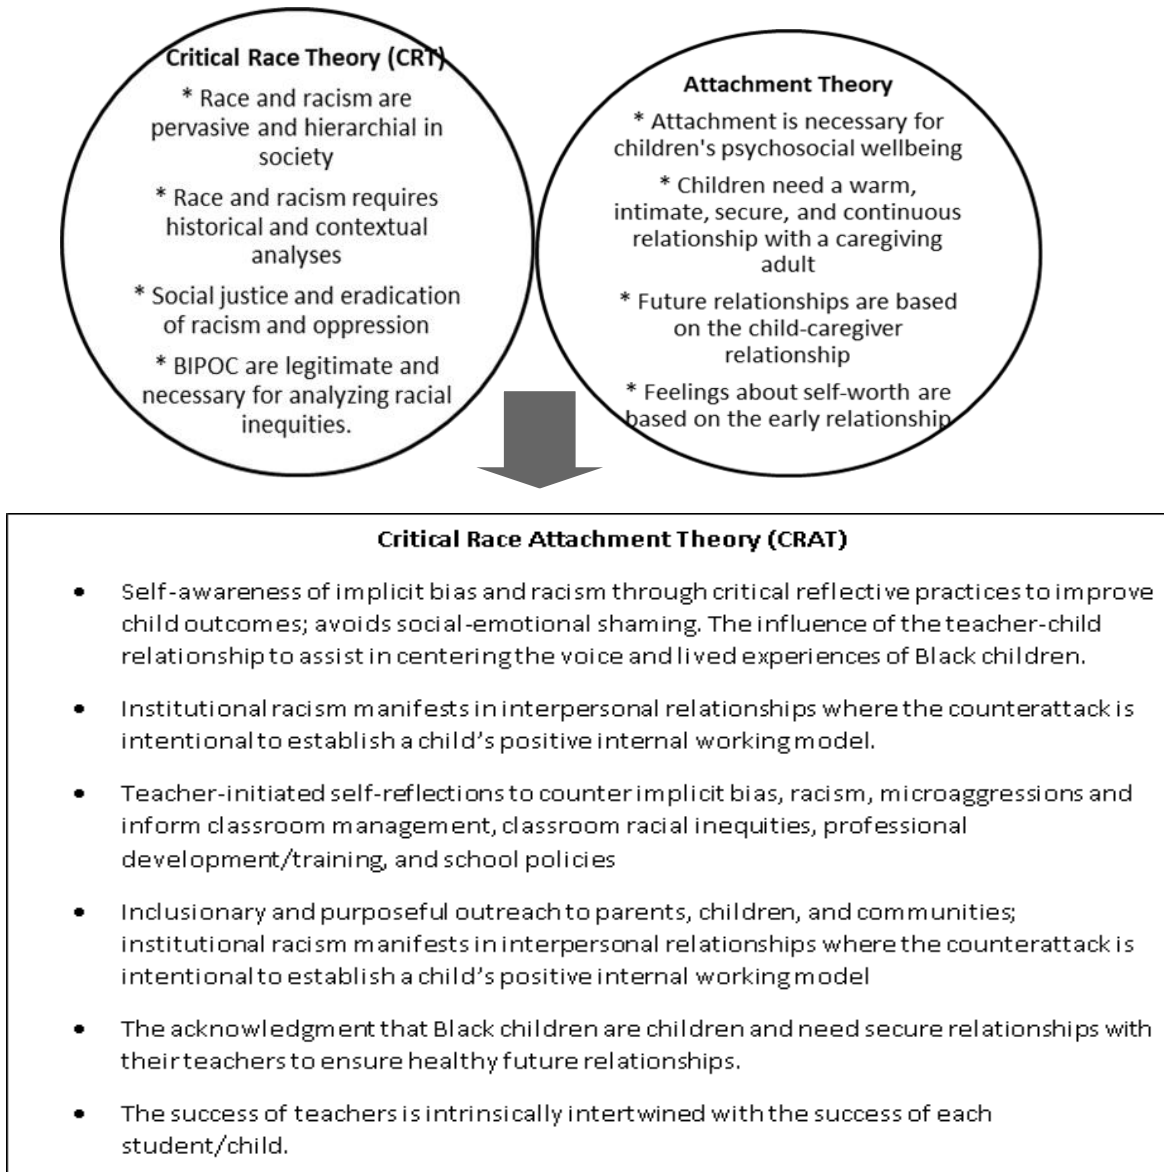 Critical Race Theory (CRT)
* Race and racism are
pervasive and hierarchial in
society
* Race and racism requires
historical and contextual
analyses
* Social justice and eradication
of racism and oppression
* BIPOC are legitimate and
necessary for analyzing racial
inequities.
Attachment Theory
* Attachment is necessary for
children's psychosocial wellbeing
* Children need a warm,
intimate, secure, and continuous
relationship with a caregiving
adult
* Future relationships are based
on the child-caregiver
relationship
* Feelings about self-worth are
based on the early relationship
Critical Race Attachment Theory (CRAT)
• Self-awareness of implicit bias and racism through critical reflective practices to improve
child outcomes; avoids social-emotional shaming. The influence of the teacher-child
relationship to assist in centering the voice and lived experiences of Black children.
• Institutional racism manifests in interpersonal relationships where the counterattack is
intentional to establish a child’s positive internal working model.
• Teacher-initiated self-reflections to counter implicit bias, racism, microaggressions and
inform classroom management, classroom racial inequities, professional
development/training, and school policies
• Inclusionary and purposeful outreach to parents, children, and communities;
institutional racism manifests in interpersonal relationships where the counterattack is
intentional to establish a child’s positive internal working model
• The acknowledgment that Black children are children and need secure relationships with
their teachers to ensure healthy future relationships.
• The success of teachers is intrinsically intertwined with the success of each
student/child.